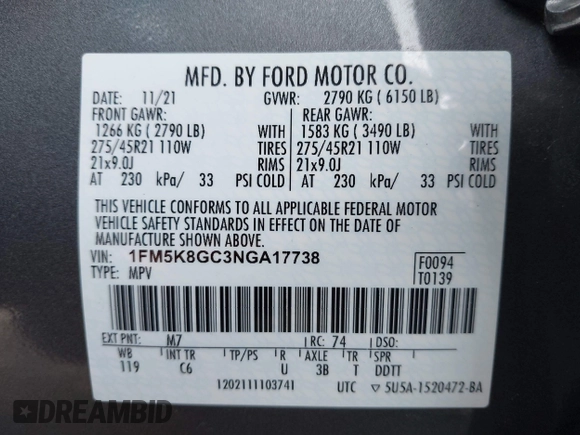 MFD. BY FORD MOTOR CO.
DATE: 11/21 GVWR: 2790 KG ( 6150 LB)
FRONT GAWR: REAR GAWR:
1266 KG ( 2790 LB) WITH 1583 KG ( 3490 LB) WITH
275/45R21 110W TIRES 275/45R21 110W TIRES
21x9.0J RIMS 21x9.0J RIMS
AT 230 kPa/ 33 PSI COLD AT 230 kPa/ 33 PSI COLD
THIS VEHICLE CONFORMS TO ALL APPLICABLE FEDERAL MOTOR
VEHICLE SAFETY STANDARDS IN EFFECT ON THE DATE OF
MANUFACTURE SHOWN ABOVE.
VIN: 1FM5K8GC3NGA17738 F0094
TYPE: MPV T0139
EXT PNT: M7 RC: 74 DSO:
WB INT TR TP/PS R AXLE TR SPR
119 C6 U 3B T DDTT
1202111103741 UTC ▽ SU5A-1520472-BA
DREAMBID